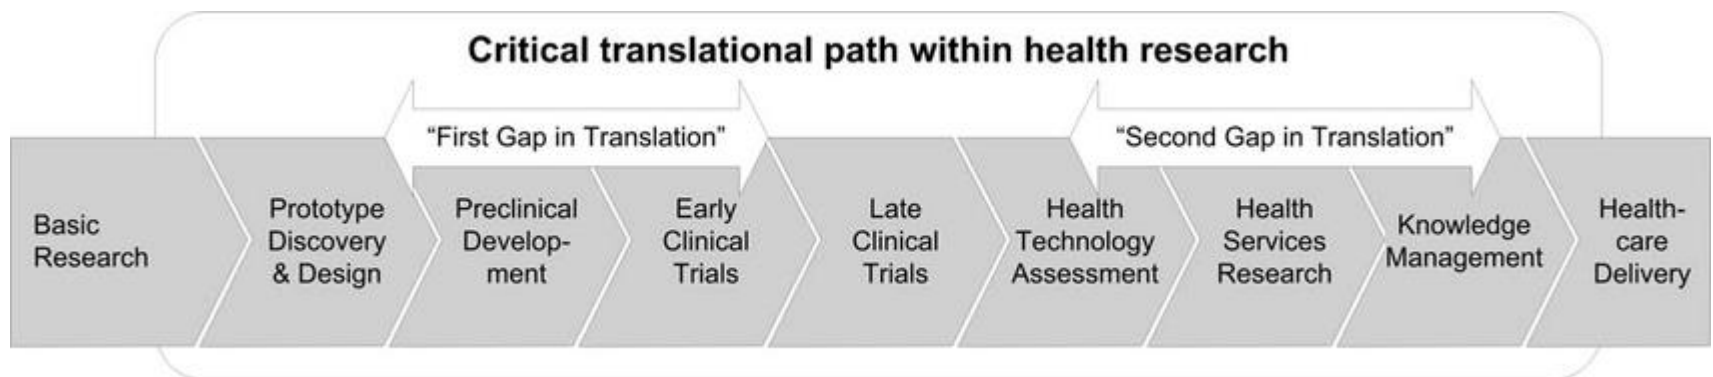 Critical translational path within health research
“First Gap in Translation”
“Second Gap in Translation”
Basic
Research
Prototype
Discovery
& Design
Preclinical
Develop-
ment
Early
Clinical
Trials
Late
Clinical
Trials
Health
Technology
Assessment
Health
Services
Research
Knowledge
Management
Health-
care
Delivery